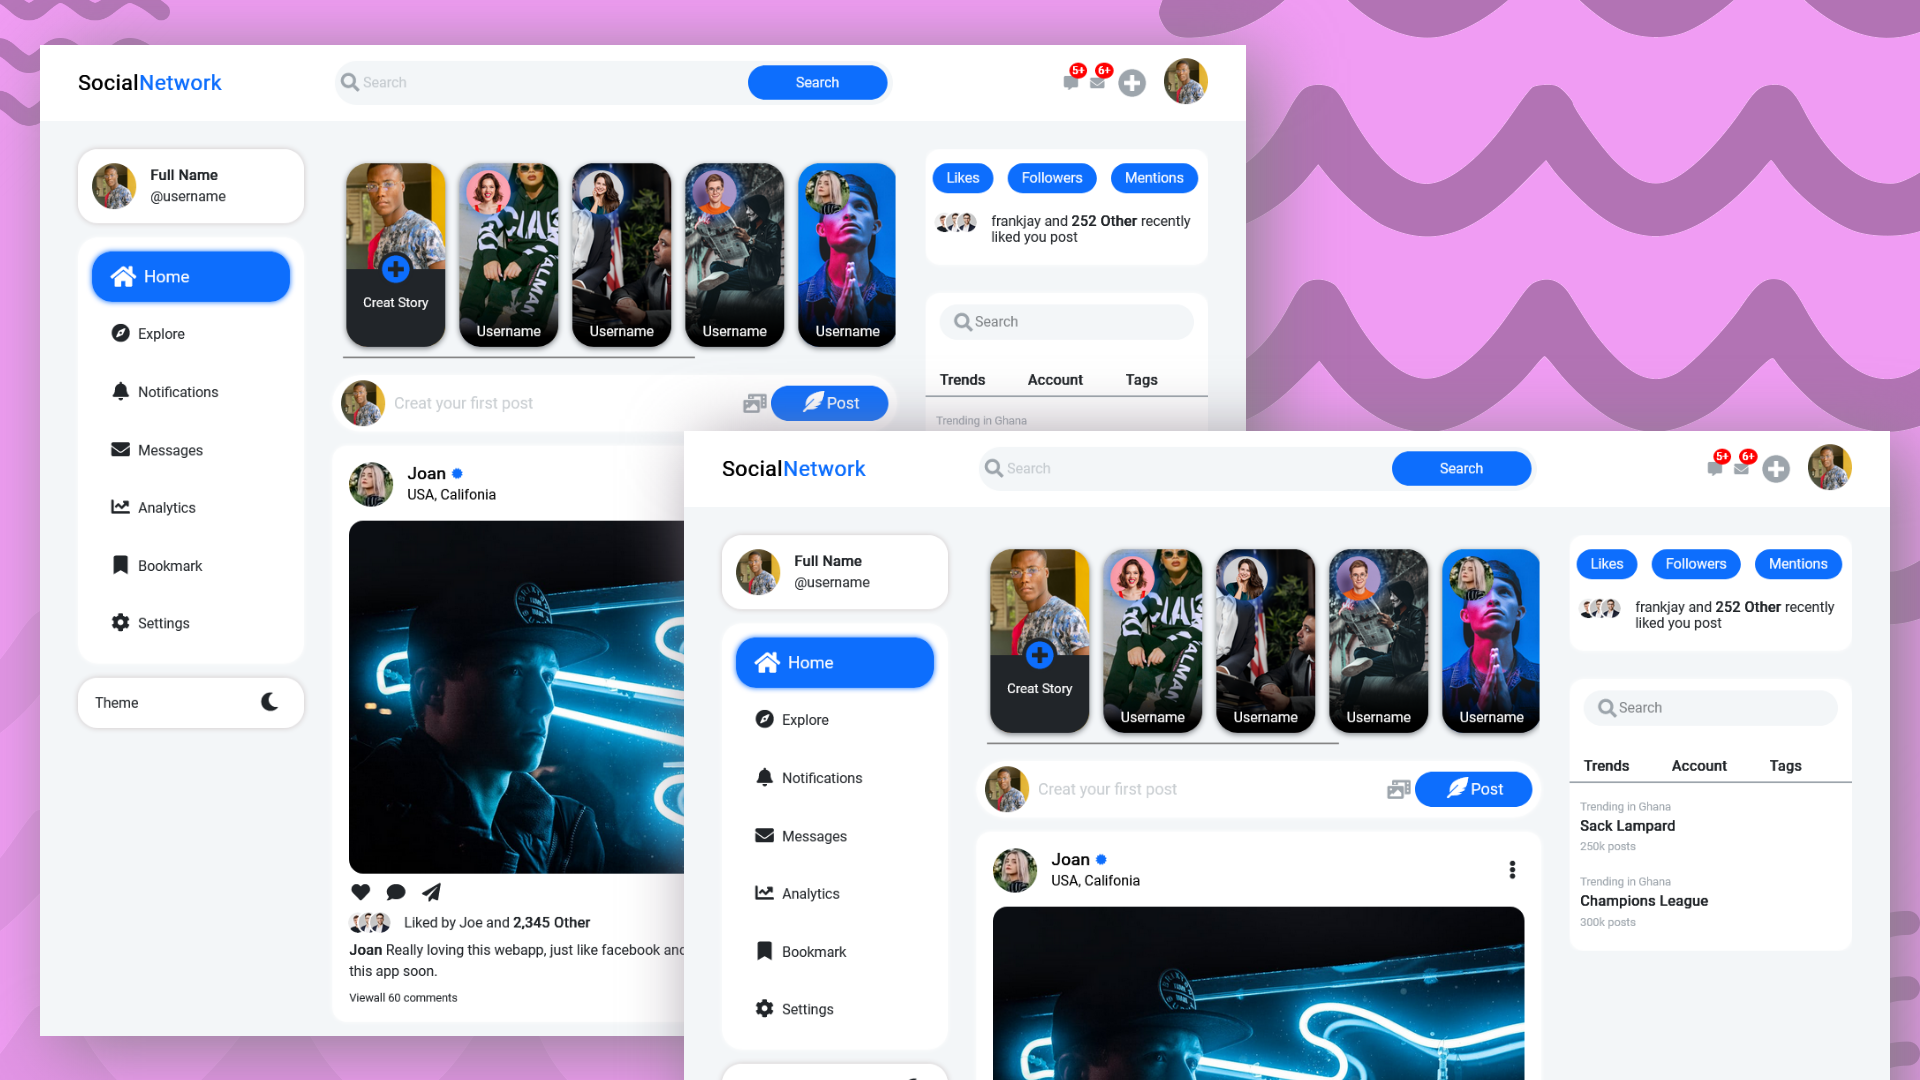 SocialNetwork
Search
Search
5+
6+
Full Name
@username
Home
Explore
Notifications
Messages
Analytics
Bookmark
Settings
Theme
Creat Story
Username
Username
Username
Username
Creat your first post
Post
Joan
USA, Califonia
Liked by Joe and 2,345 Other
Joan Really loving this webapp, just like facebook and
this app soon.
Viewall 60 comments
Likes
Followers
Mentions
frankjay and 252 Other recently
liked you post
Search
Trends
Account
Tags
Trending in Ghana
SocialNetwork
Search
Search
5+
6+
Full Name
@username
Home
Explore
Notifications
Messages
Analytics
Bookmark
Settings
Creat Story
Username
Username
Username
Username
Creat your first post
Post
Joan
USA, Califonia
Likes
Followers
Mentions
frankjay and 252 Other recently
liked you post
Search
Trends
Account
Tags
Trending in Ghana
Sack Lampard
250k posts
Trending in Ghana
Champions League
300k posts